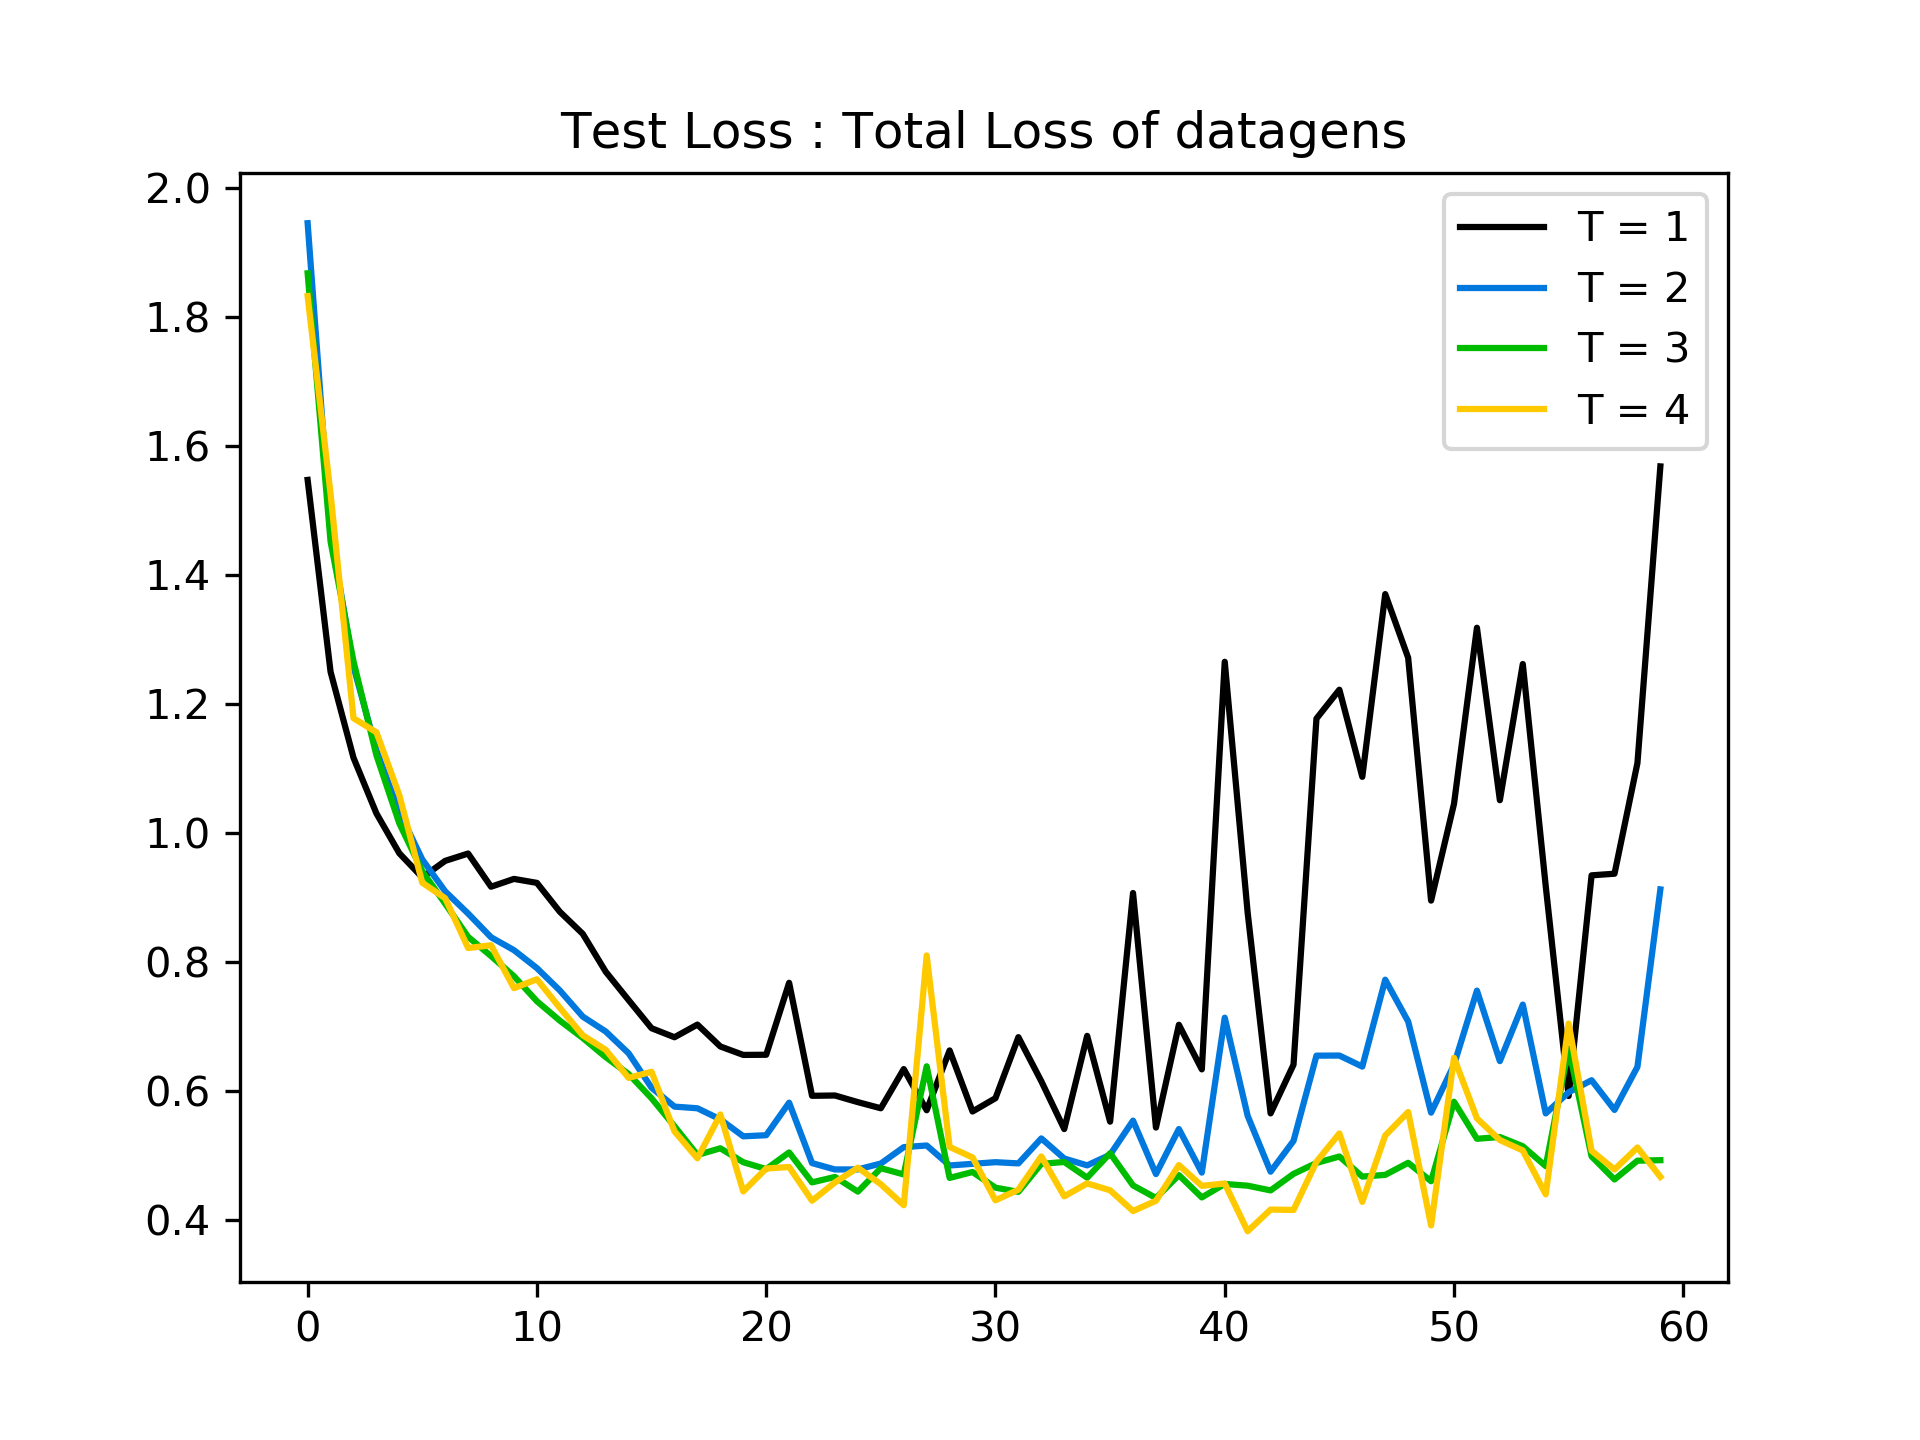 Test Loss : Total Loss of datagens
2.0
1.8
1.6
1.4
1.2
1.0
0.8
0.6
0.4
T = 1
T = 2
T = 3
T = 4
0 10 20 30 40 50 60